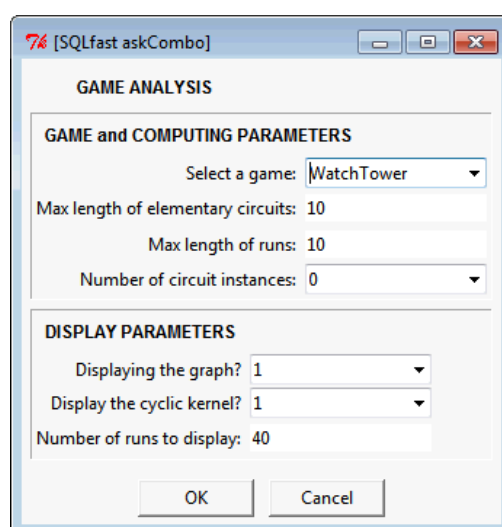 [SQLfast askCombo]
GAME ANALYSIS
GAME and COMPUTING PARAMETERS
Select a game: WatchTower
Max length of elementary circuits: 10
Max length of runs: 10
Number of circuit instances: 0
DISPLAY PARAMETERS
Displaying the graph? 1
Display the cyclic kernel? 1
Number of runs to display: 40
OK Cancel